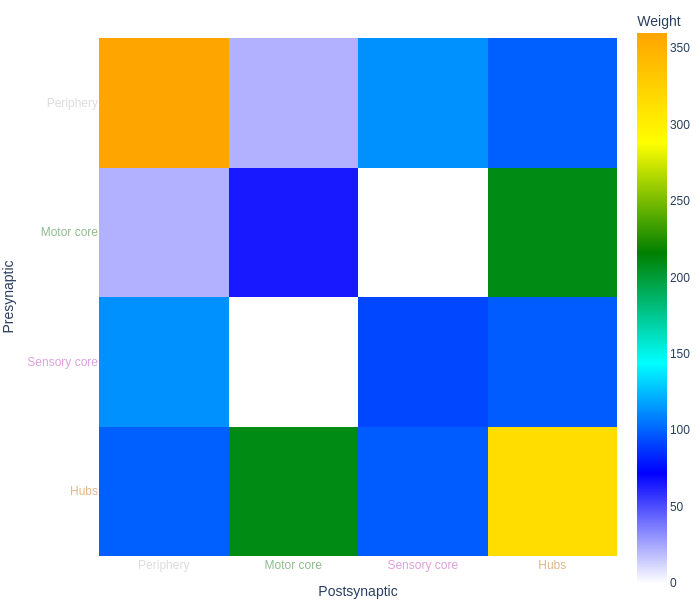 Weight
350
300
250
200
150
100
50
0
Presynaptic
Periphery
Motor core
Sensory core
Hubs
Periphery
Motor core
Sensory core
Hubs
Postsynaptic